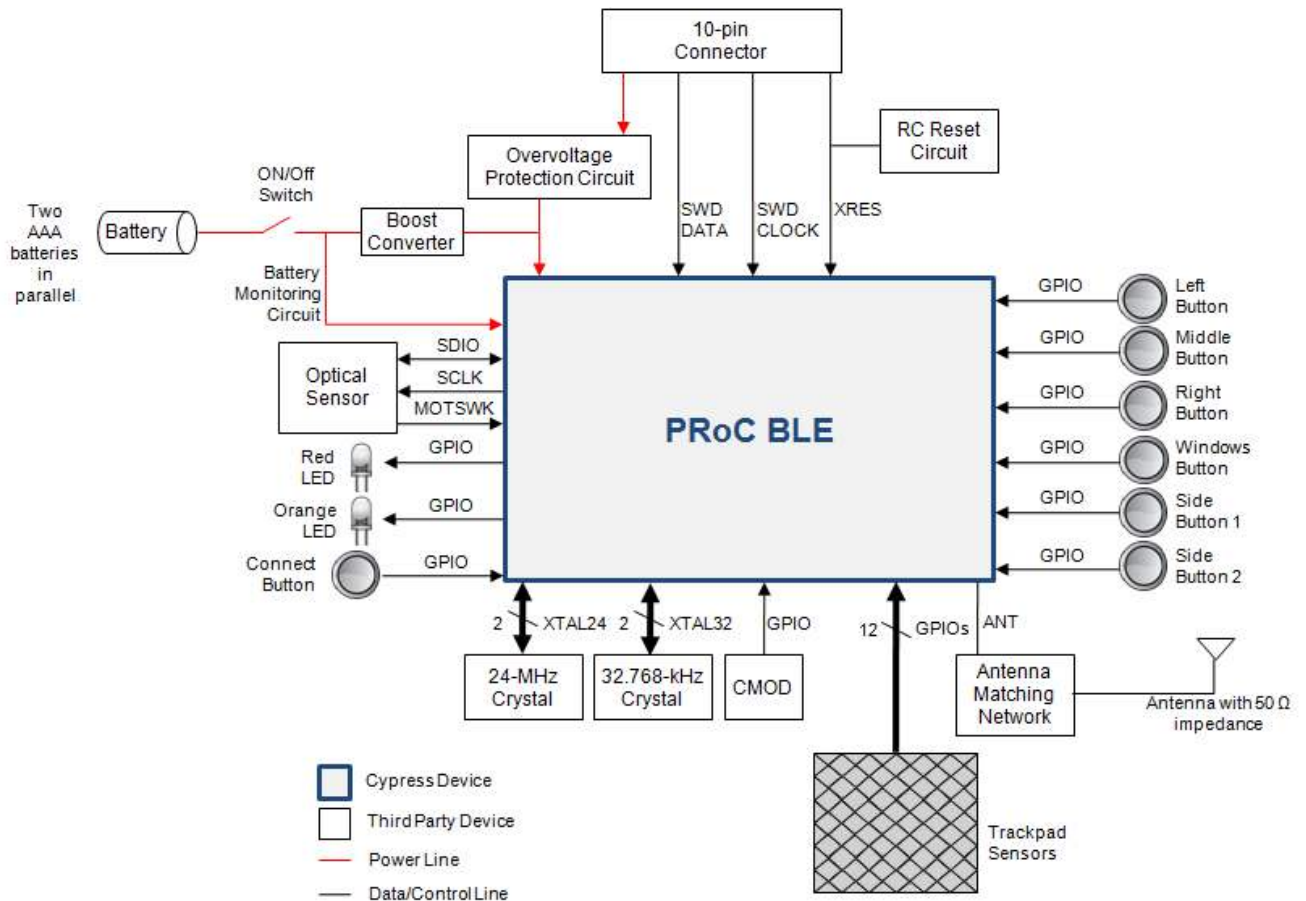 10-pin
Connector
Overvoltage
Protection Circuit
RC Reset
Circuit
ON/Off
Switch
Two
AAA
batteries
in
parallel
Battery
Boost
Converter
SWD
DATA
SWD
CLOCK
XRES
Battery
Monitoring
Circuit
Optical
Sensor
SDIO
SCLK
MOTSWK
Red
LED
GPIO
Orange
LED
GPIO
Connect
Button
GPIO
PRoC BLE
GPIO
Left
Button
GPIO
Middle
Button
GPIO
Right
Button
GPIO
Windows
Button
GPIO
Side
Button 1
GPIO
Side
Button 2
2
XTAL24
2
XTAL32
GPIO
12
GPIOs
ANT
24-MHz
Crystal
32.768-kHz
Crystal
CMOD
Antenna
Matching
Network
Antenna with 50 Ω
impedance
Trackpad
Sensors
Cypress Device
Third Party Device
Power Line
Data/Control Line